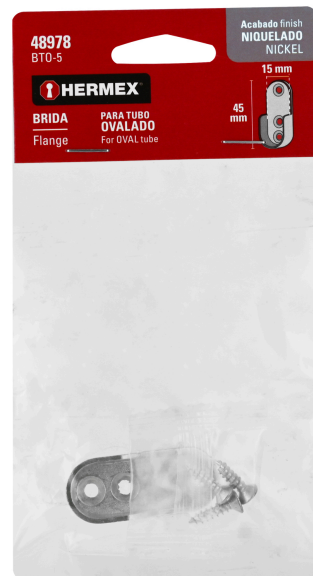 48978
BTO-5
Acabado finish
NIQUELADO
NICKEL
HERMEX
BRIDA
Flange
PARA TUBO
OVALADO
For OVAL tube
15 mm
45
mm